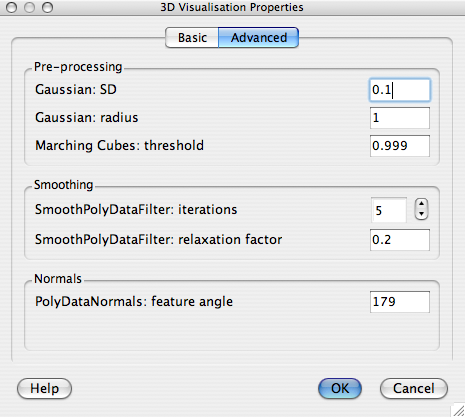 3D Visualisation Properties
Basic Advanced
Pre-processing
Gaussian: SD 0.1
Gaussian: radius 1
Marching Cubes: threshold 0.999
Smoothing
SmoothPolyDataFilter: iterations 5
SmoothPolyDataFilter: relaxation factor 0.2
Normals
PolyDataNormals: feature angle 179
Help OK Cancel